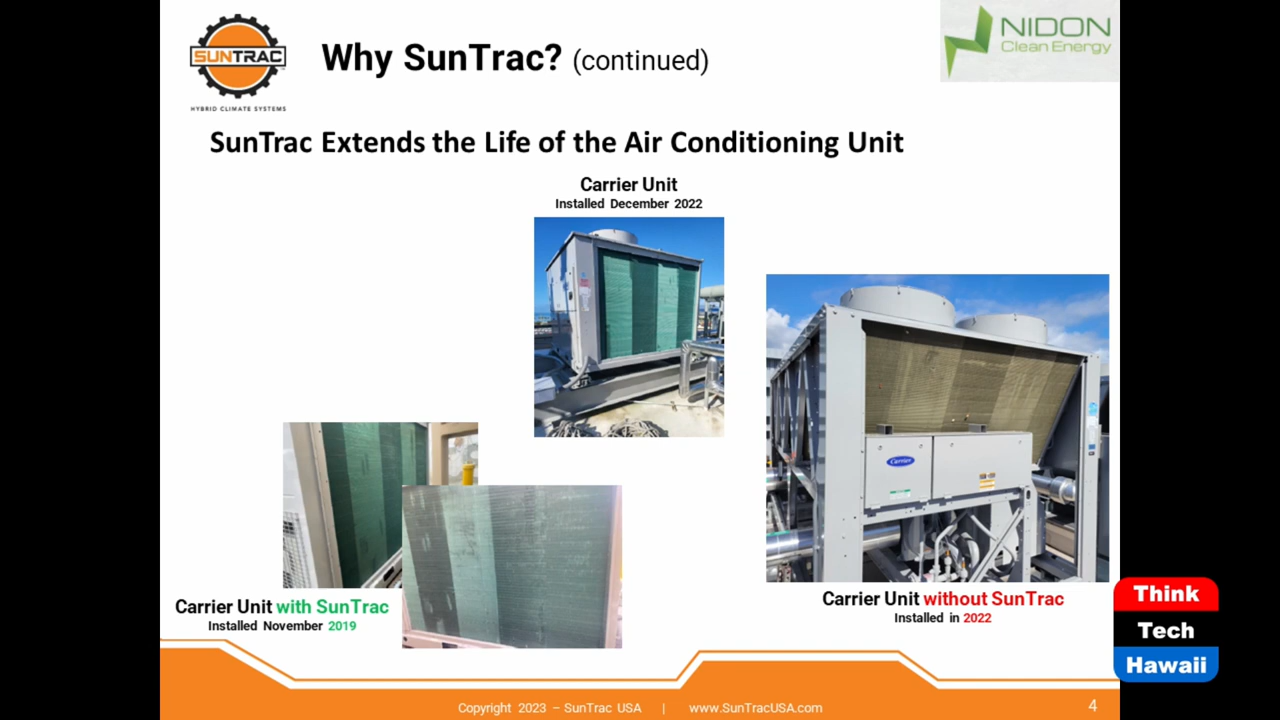 SUNTRAC
HYBRID CLIMATE SYSTEMS
Why SunTrac? (continued)
NIDON
Clean Energy
SunTrac Extends the Life of the Air Conditioning Unit
Carrier Unit
Installed December 2022
Carrier
Carrier Unit with SunTrac
Installed November 2019
Carrier Unit without SunTrac
Installed in 2022
Think
Tech
Hawaii
Copyright 2023 – SunTrac USA | www.SunTracUSA.com
4